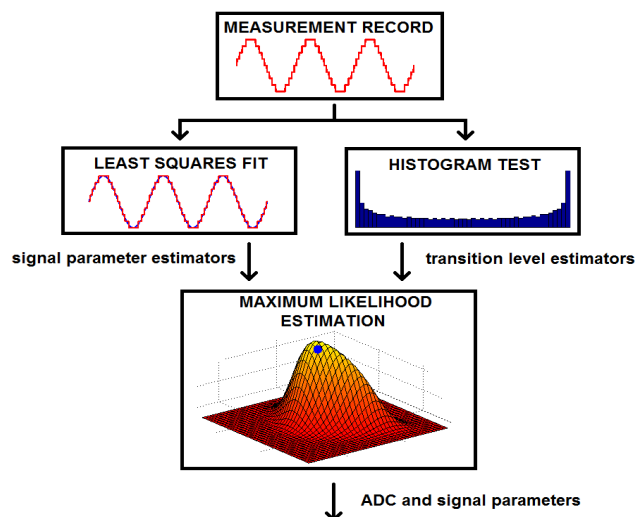 MEASUREMENT RECORD
LEAST SQUARES FIT
HISTOGRAM TEST
signal parameter estimators
transition level estimators
MAXIMUM LIKELIHOOD
ESTIMATION
ADC and signal parameters